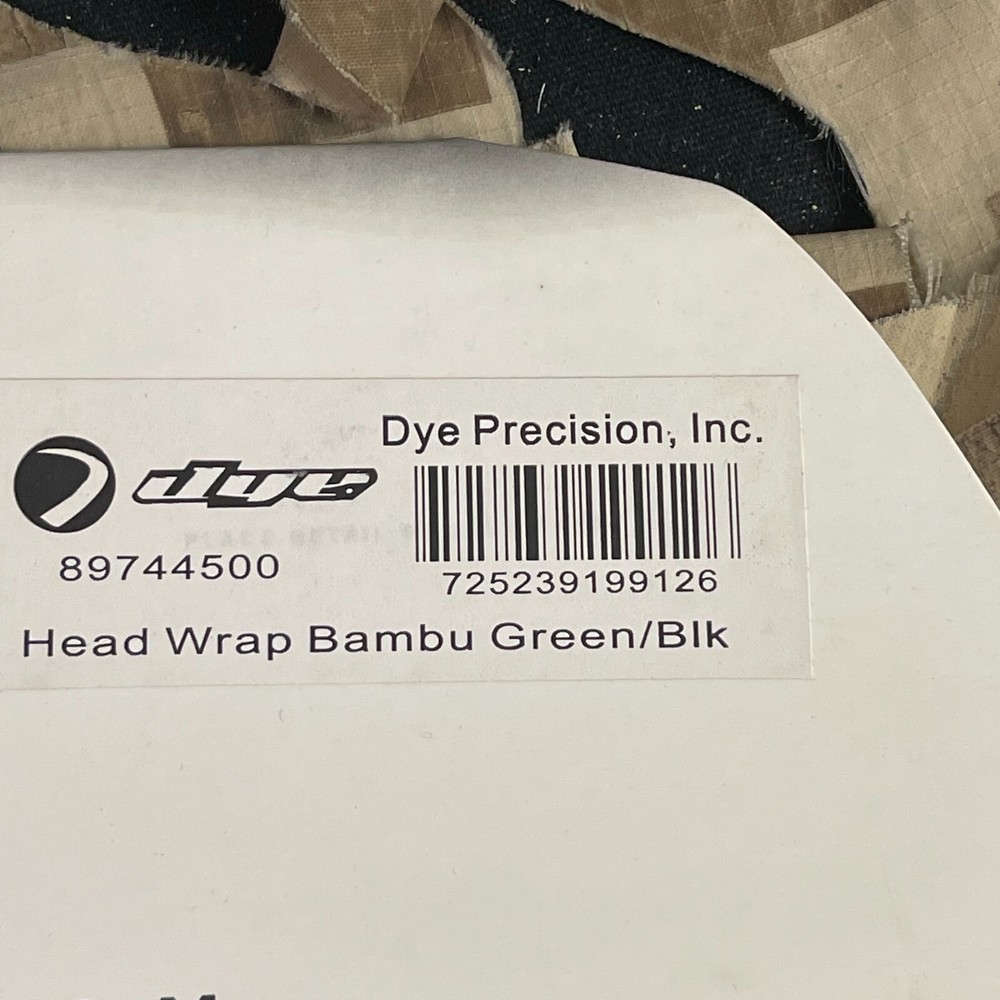 Dye Precision, Inc.
dye.
89744500
725239199126
Head Wrap Bambu Green/Blk